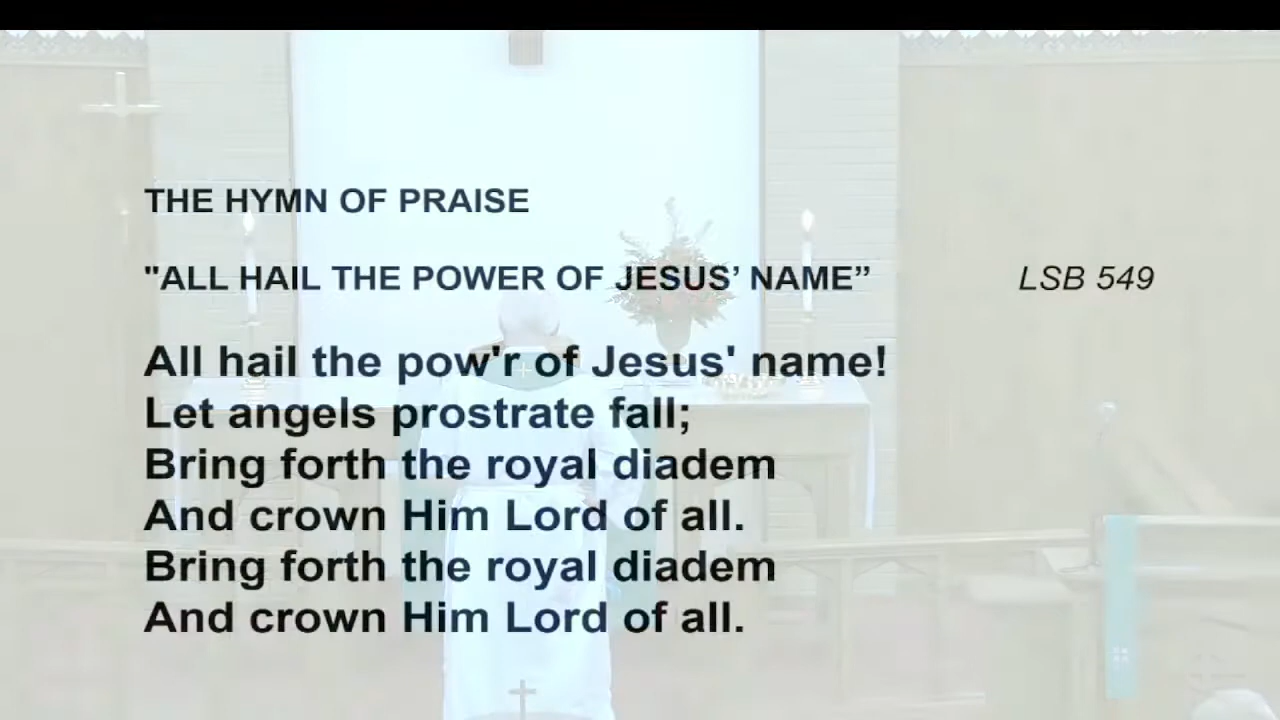 THE HYMN OF PRAISE
"ALL HAIL THE POWER OF JESUS’ NAME” LSB 549
All hail the pow'r of Jesus' name!
Let angels prostrate fall;
Bring forth the royal diadem
And crown Him Lord of all.
Bring forth the royal diadem
And crown Him Lord of all.